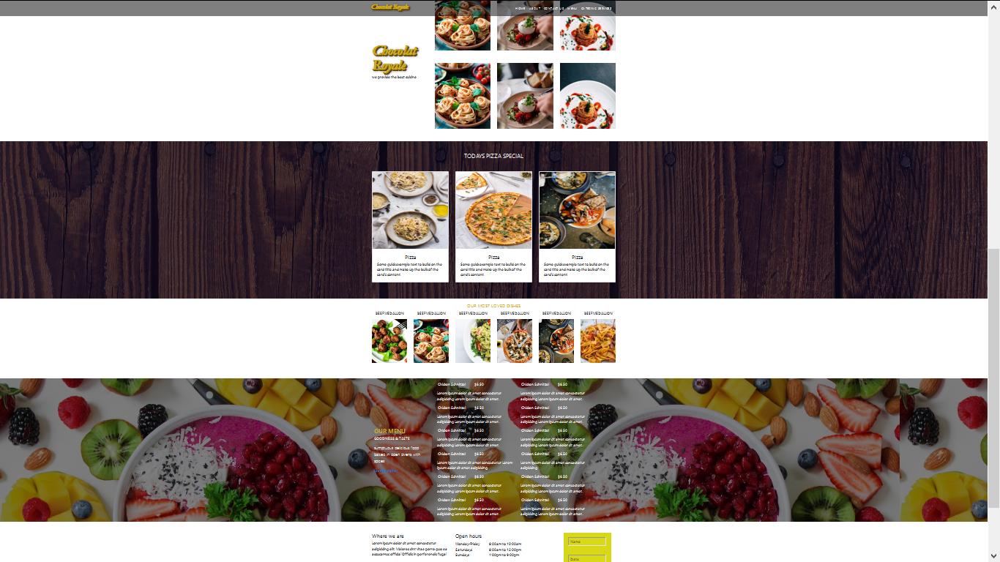 Chocolat Royale
HOME ABOUT CONTACT US MENU CATERING SERVICES
Chocolat
Royale
we provide the best cuisine
TODAYS PIZZA SPECIAL
Pizza
Some quick example text to build on the
card title and make up the bulk of the
card's content.
Pizza
Some quick example text to build on the
card title and make up the bulk of the
card's content.
Pizza
Some quick example text to build on the
card title and make up the bulk of the
card's content.
OUR MOST LOVED DISHES
BEEF MEDALLION BEEF MEDALLION BEEF MEDALLION BEEF MEDALLION BEEF MEDALLION BEEF MEDALLION
OUR MENU
GOODNESS & TASTE
sumptuous delicious food
baked in open ovens with
spices
Chicken Schnitzel $6.50
Lorem ipsum dolor sit amet consectetur
adipisicing Lorem ipsum dolor sit amet.
Chicken Schnitzel $6.50
Lorem ipsum dolor sit amet consectetur
adipisicing Lorem ipsum dolor sit amet.
Chicken Schnitzel $6.50
Lorem ipsum dolor sit amet consectetur
adipisicing Lorem ipsum dolor sit amet.
Chicken Schnitzel $6.50
Lorem ipsum dolor sit amet consectetur Lorem
ipsum dolor sit amet adipisicing.
Chicken Schnitzel $6.50
Lorem ipsum dolor sit amet consectetur
adipisicing Lorem ipsum dolor sit amet.
Chicken Schnitzel $6.50
Lorem ipsum dolor sit amet consectetur
adipisicing Lorem ipsum dolor sit amet.
Chicken Schnitzel $6.50
Lorem ipsum dolor sit amet consectetur
adipisicing Lorem ipsum dolor sit amet.
Chicken Schnitzel $6.50
Lorem ipsum dolor sit amet consectetur
adipisicing Lorem ipsum dolor sit amet.
Chicken Schnitzel $6.50
Lorem ipsum dolor sit amet consectetur
adipisicing Lorem ipsum dolor sit amet.
Chicken Schnitzel $6.50
Lorem ipsum dolor sit amet consectetur
adipisicing.
Chicken Schnitzel $6.50
Lorem ipsum dolor sit amet consectetur
adipisicing Lorem ipsum dolor sit amet.
Chicken Schnitzel $6.50
Lorem ipsum dolor sit amet consectetur
adipisicing Lorem ipsum dolor sit amet.
Where we are
Lorem ipsum dolor sit amet consectetur
adipisicing elit. Maiores sint vitae porro quo ea
accusamus officia! Officiis in perferendis fuga!
Open hours
Monday-Friday 8:00am to 10:00am
Saturdays 8:00am to 12:00pm
Sundays 1:00pm to 9:00pm
Name
Date